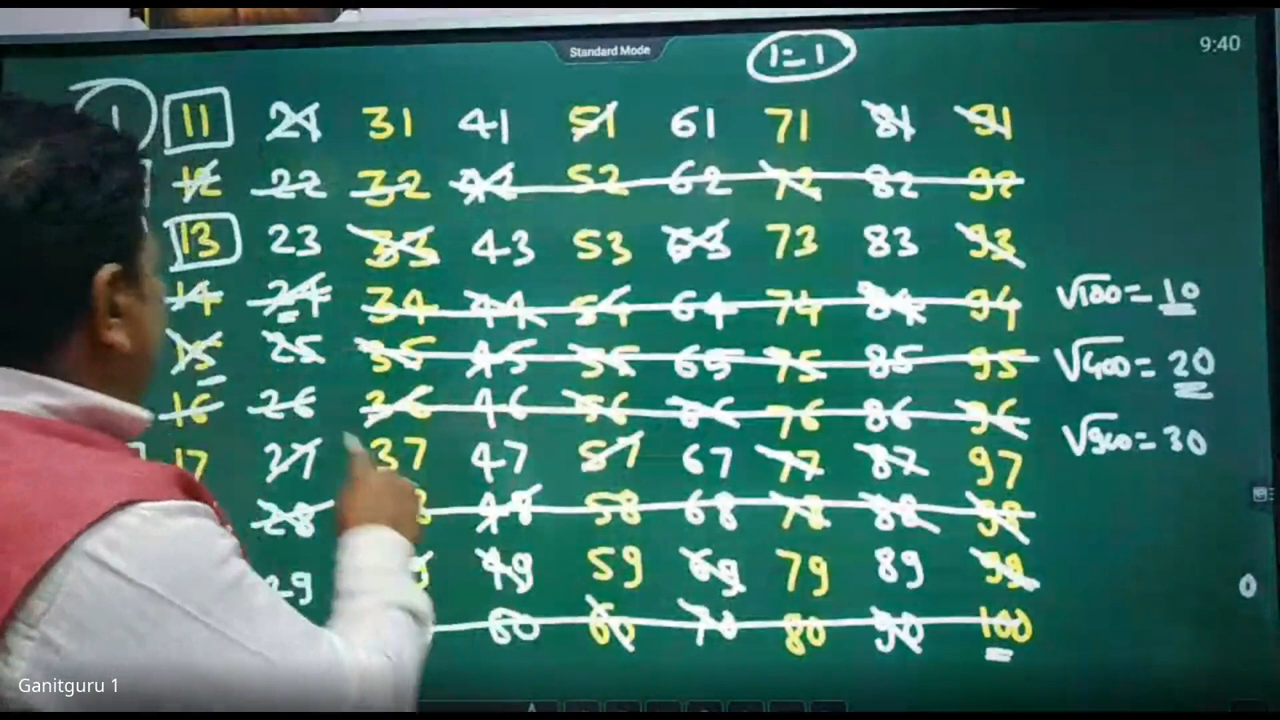 Standard Mode
1=1
9:40
1 11 21 31 41 51 61 71 81 91
12 22 32 42 52 62 72 82 92
13 23 33 43 53 63 73 83 93
14 24 34 44 54 64 74 84 94
√100 = 10
15 25 35 45 55 65 75 85 95
√400 = 20
16 26 36 46 56 66 76 86 96
√900 = 30
17 27 37 47 57 67 77 87 97
28 48 58 68 78 88 98
29 49 59 69 79 89 99
0
60 70 80 90 100
Ganitguru 1